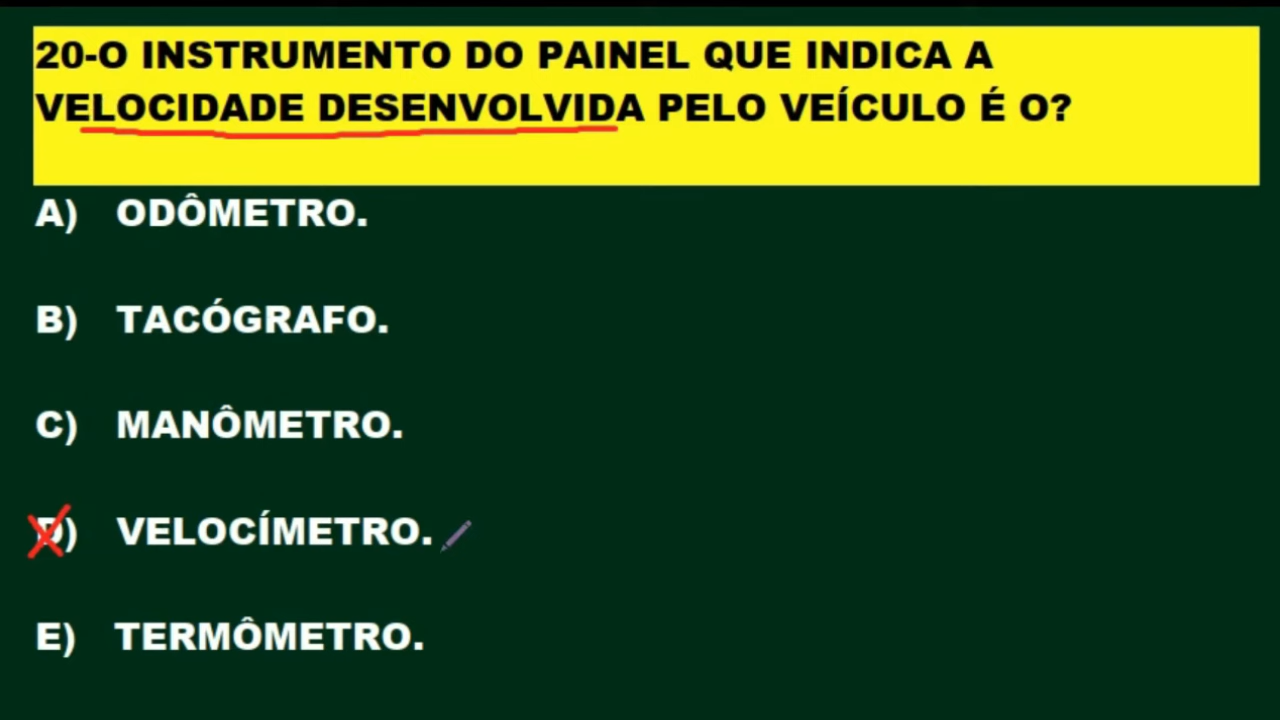 20-O INSTRUMENTO DO PAINEL QUE INDICA A
VELOCIDADE DESENVOLVIDA PELO VEÍCULO É O?
A) ODÔMETRO.
B) TACÓGRAFO.
C) MANÔMETRO.
D) VELOCÍMETRO.
E) TERMÔMETRO.